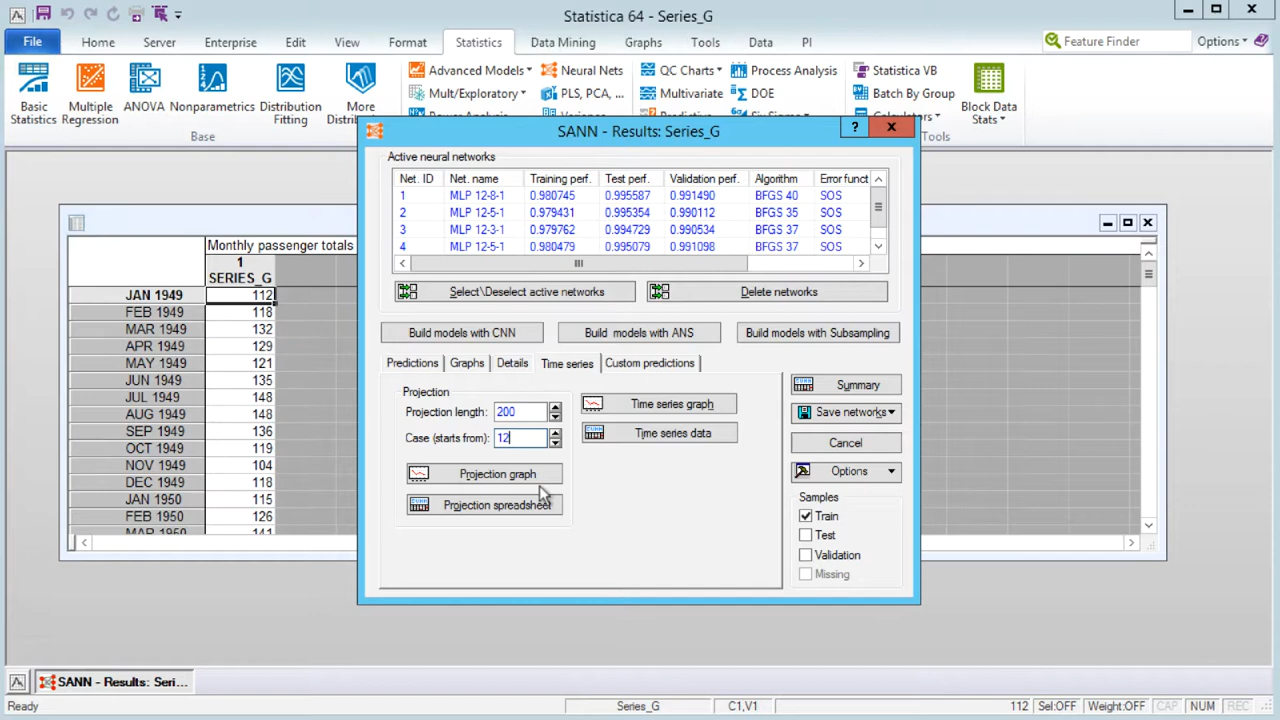 Statistica 64 - Series_G
File Home Server Enterprise Edit View Format Statistics Data Mining Graphs Tools Data PI Feature Finder Options
Basic Statistics
Multiple Regression
ANOVA
Nonparametrics
Distribution Fitting
More Distrib
Base
Advanced Models
Mult/Exploratory
Neural Nets
PLS, PCA, ...
QC Charts
Multivariate
Process Analysis
DOE
Statistica VB
Batch By Group
Calculators
Tools
Block Data Stats
SANN - Results: Series_G
?
Active neural networks
Net. ID Net. name Training perf. Test perf. Validation perf. Algorithm Error funct
1 MLP 12-8-1 0.980745 0.995587 0.991490 BFGS 40 SOS
2 MLP 12-5-1 0.979431 0.995354 0.990112 BFGS 35 SOS
3 MLP 12-3-1 0.979762 0.994729 0.990534 BFGS 37 SOS
4 MLP 12-5-1 0.980479 0.995079 0.991098 BFGS 37 SOS
Select\Deselect active networks Delete networks
Build models with CNN Build models with ANS Build models with Subsampling
Predictions Graphs Details Time series Custom predictions
Projection
Projection length: 200
Case (starts from): 12
Projection graph
Projection spreadsheet
Time series graph
Time series data
Summary
Save networks
Cancel
Options
Samples
Train
Test
Validation
Missing
Monthly passenger totals
1
SERIES_G
JAN 1949 112
FEB 1949 118
MAR 1949 132
APR 1949 129
MAY 1949 121
JUN 1949 135
JUL 1949 148
AUG 1949 148
SEP 1949 136
OCT 1949 119
NOV 1949 104
DEC 1949 118
JAN 1950 115
FEB 1950 126
MAR 1950 141
SANN - Results: Seri...
Ready Series_G C1,V1 112 Sel:OFF Weight:OFF CAP NUM REC